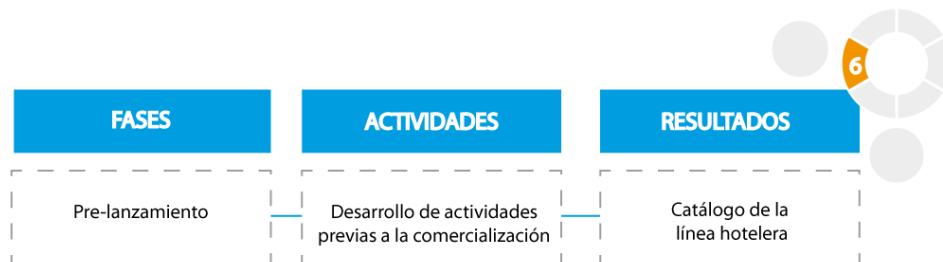 6
FASES
ACTIVIDADES
RESULTADOS
Pre-lanzamiento
Desarrollo de actividades
previas a la comercialización
Catálogo de la
línea hotelera